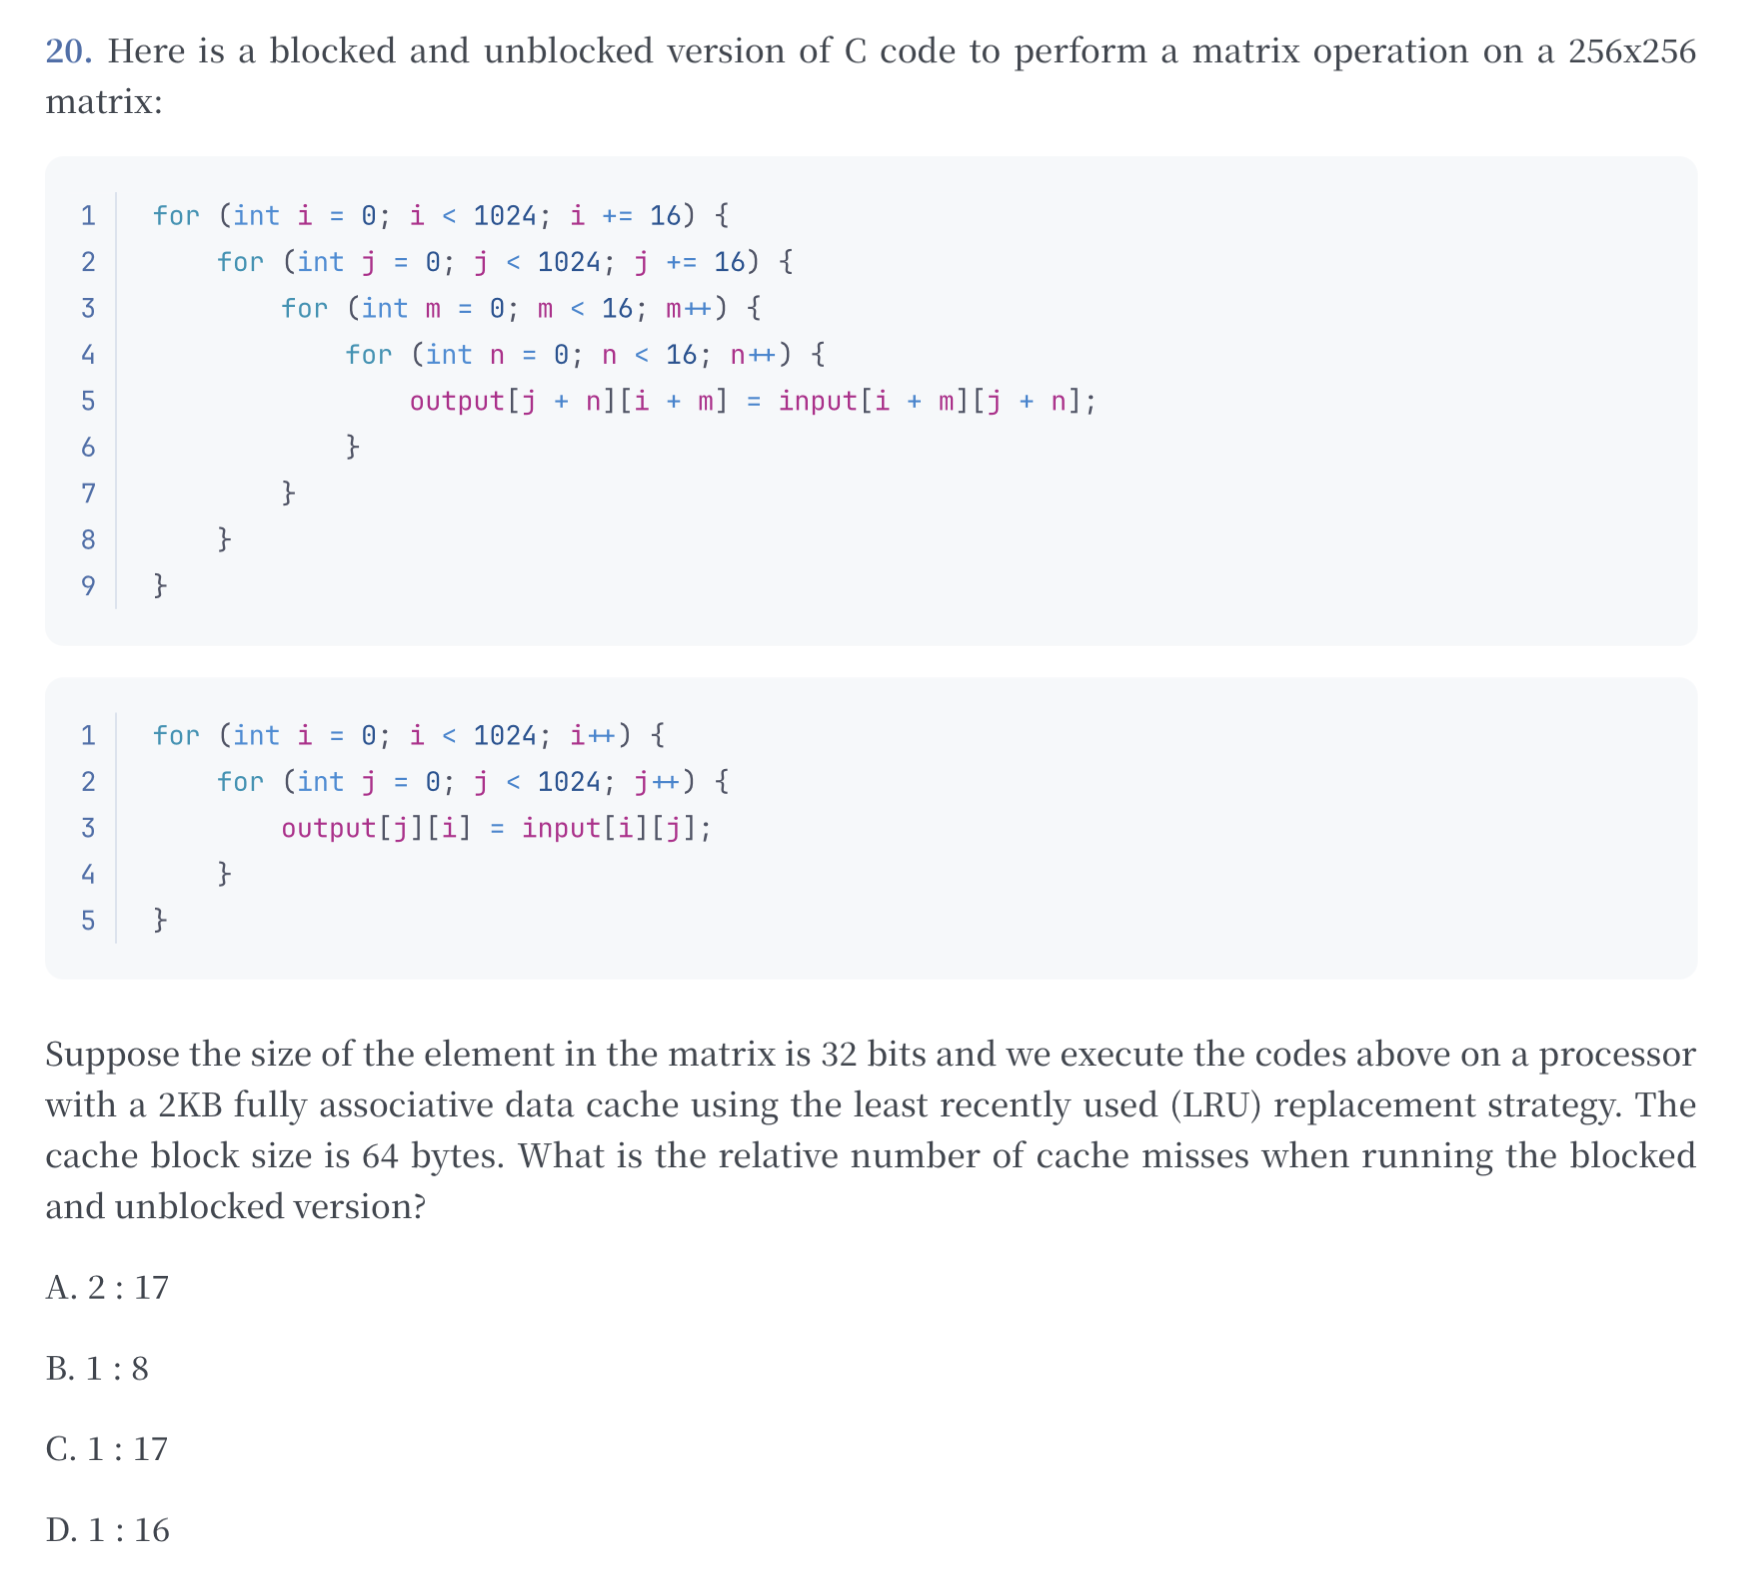 20. Here is a blocked and unblocked version of C code to perform a matrix operation on a 256x256
matrix:
1 for (int i = 0; i < 1024; i += 16) {
2 for (int j = 0; j < 1024; j += 16) {
3 for (int m = 0; m < 16; m++) {
4 for (int n = 0; n < 16; n++) {
5 output[j + n][i + m] = input[i + m][j + n];
6 }
7 }
8 }
9 }
1 for (int i = 0; i < 1024; i++) {
2 for (int j = 0; j < 1024; j++) {
3 output[j][i] = input[i][j];
4 }
5 }
Suppose the size of the element in the matrix is 32 bits and we execute the codes above on a processor
with a 2KB fully associative data cache using the least recently used (LRU) replacement strategy. The
cache block size is 64 bytes. What is the relative number of cache misses when running the blocked
and unblocked version?
A. 2 : 17
B. 1 : 8
C. 1 : 17
D. 1 : 16